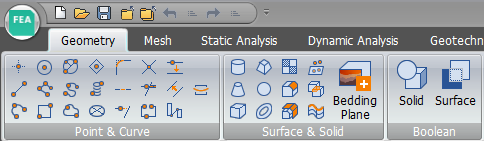 FEA
Geometry Mesh Static Analysis Dynamic Analysis Geotechn
Bedding Plane
Solid Surface
Point & Curve Surface & Solid Boolean